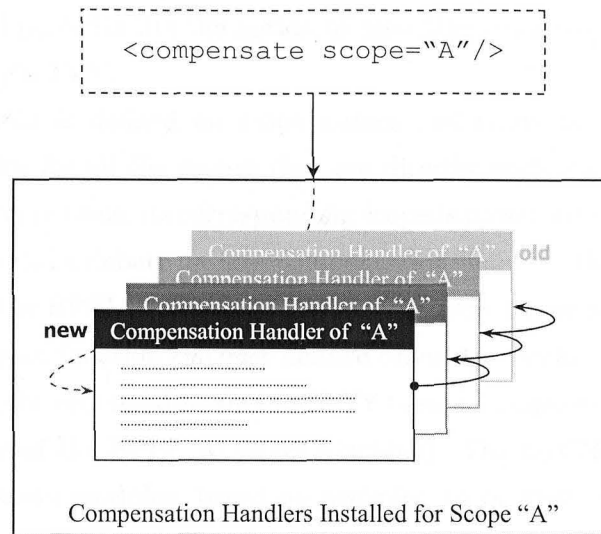 <compensate scope=“A”/>
Compensation Handler of “A” old
Compensation Handler of “A”
Compensation Handler of “A”
new Compensation Handler of “A”
Compensation Handlers Installed for Scope “A”